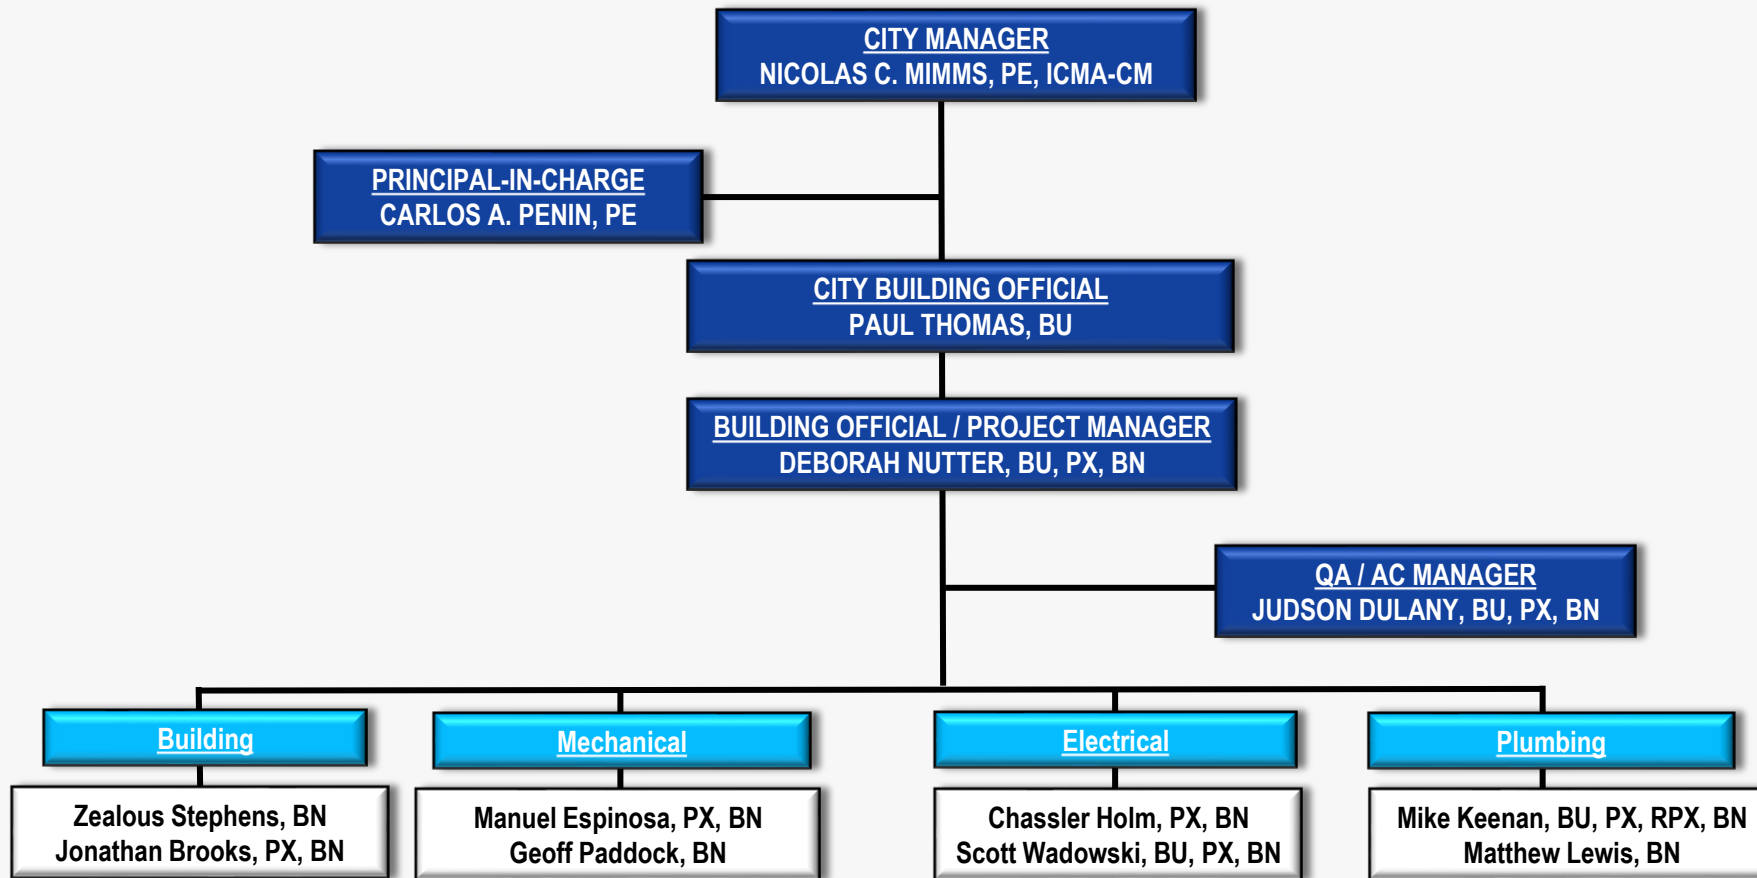 CITY MANAGER
NICOLAS C. MIMMS, PE, ICMA-CM
PRINCIPAL-IN-CHARGE
CARLOS A. PENIN, PE
CITY BUILDING OFFICIAL
PAUL THOMAS, BU
BUILDING OFFICIAL / PROJECT MANAGER
DEBORAH NUTTER, BU, PX, BN
QA / AC MANAGER
JUDSON DULANY, BU, PX, BN
Building
Zealous Stephens, BN
Jonathan Brooks, PX, BN
Mechanical
Manuel Espinosa, PX, BN
Geoff Paddock, BN
Electrical
Chassler Holm, PX, BN
Scott Wadowski, BU, PX, BN
Plumbing
Mike Keenan, BU, PX, RPX, BN
Matthew Lewis, BN